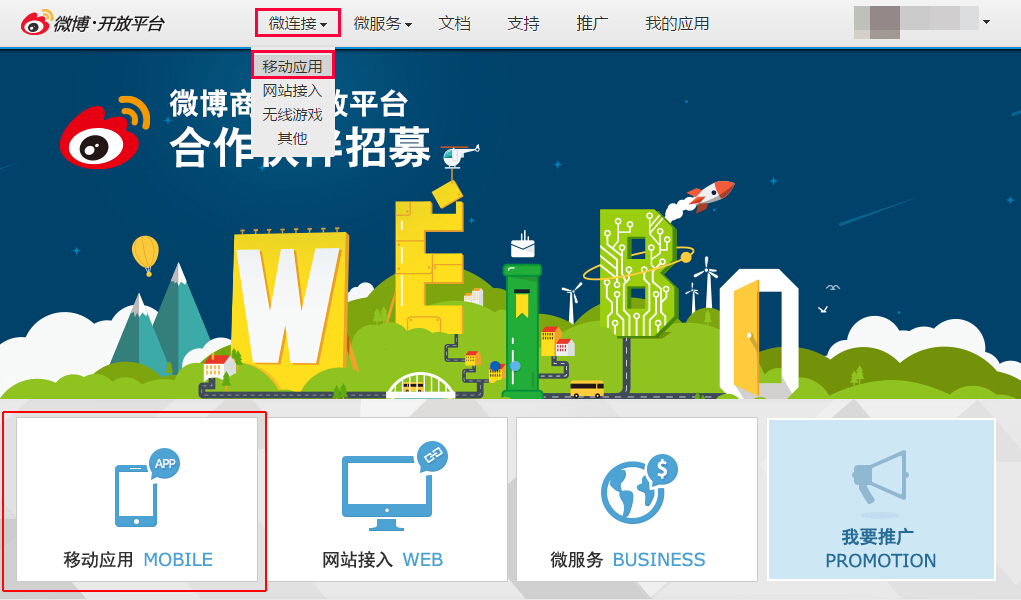 微博·开放平台
微连接 微服务 文档 支持 推广 我的应用
移动应用
网站接入
无线游戏
其他
微博商 放平台
合作伙伴招募
WEIBO
APP
$
移动应用 MOBILE
网站接入 WEB
微服务 BUSINESS
我要推广
PROMOTION